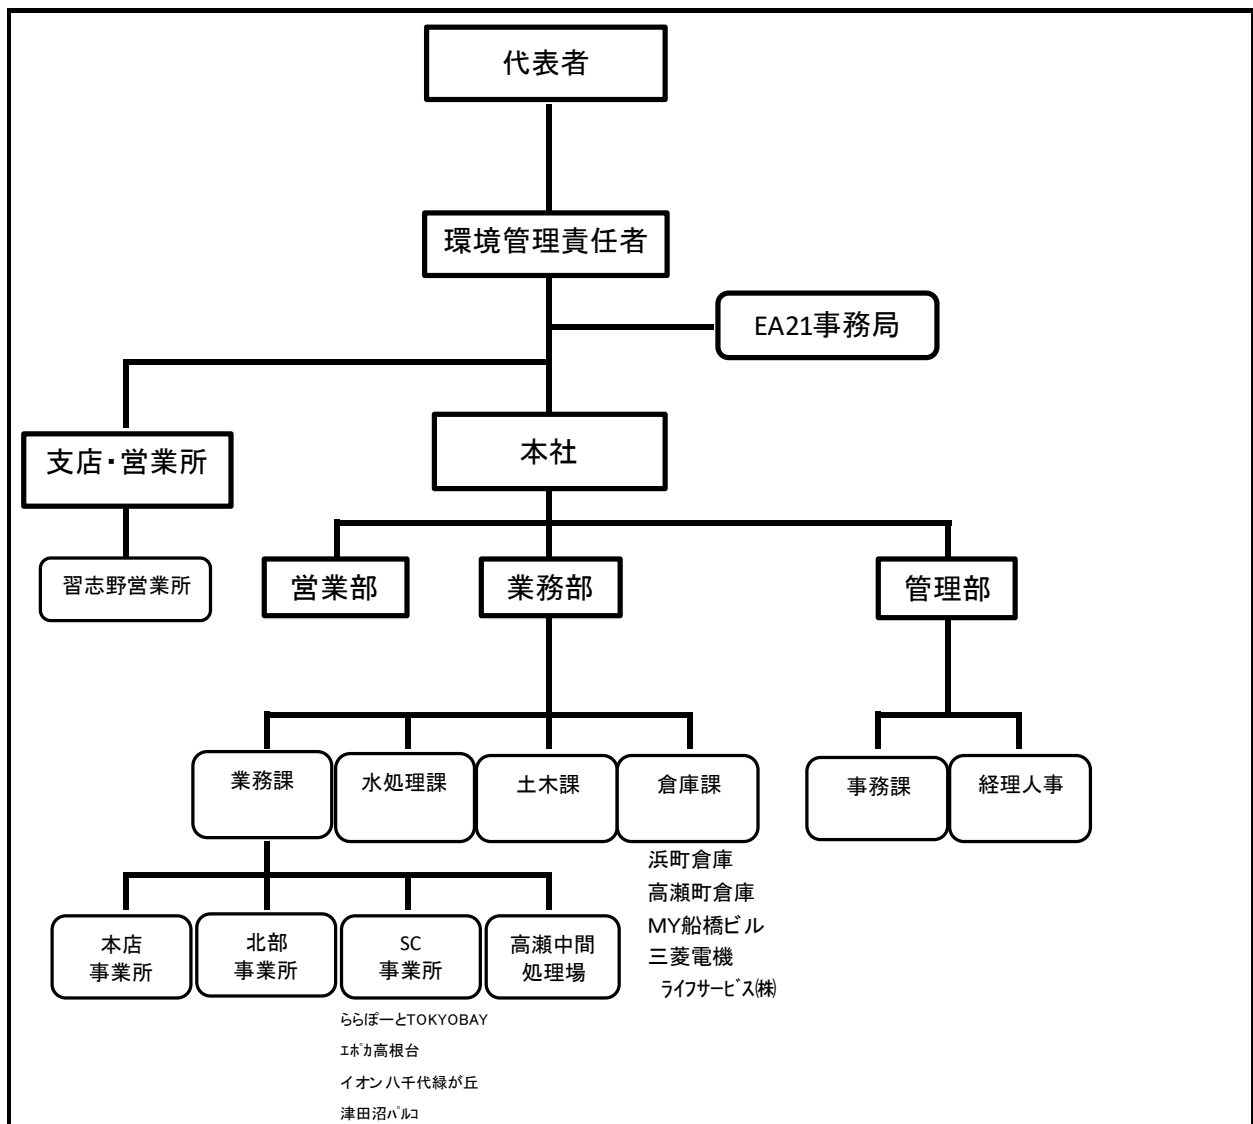 代表者
環境管理責任者
EA21事務局
支店・営業所
本社
習志野営業所
営業部
業務部
管理部
業務課
水処理課
土木課
倉庫課
事務課
経理人事
浜町倉庫
高瀬町倉庫
MY船橋ビル
三菱電機
ライフサービス㈱
本店
事業所
北部
事業所
SC
事業所
高瀬中間
処理場
ららぽーとTOKYOBAY
ｴﾎﾟｶ高根台
イオン八千代緑が丘
津田沼ﾊﾟﾙｺ